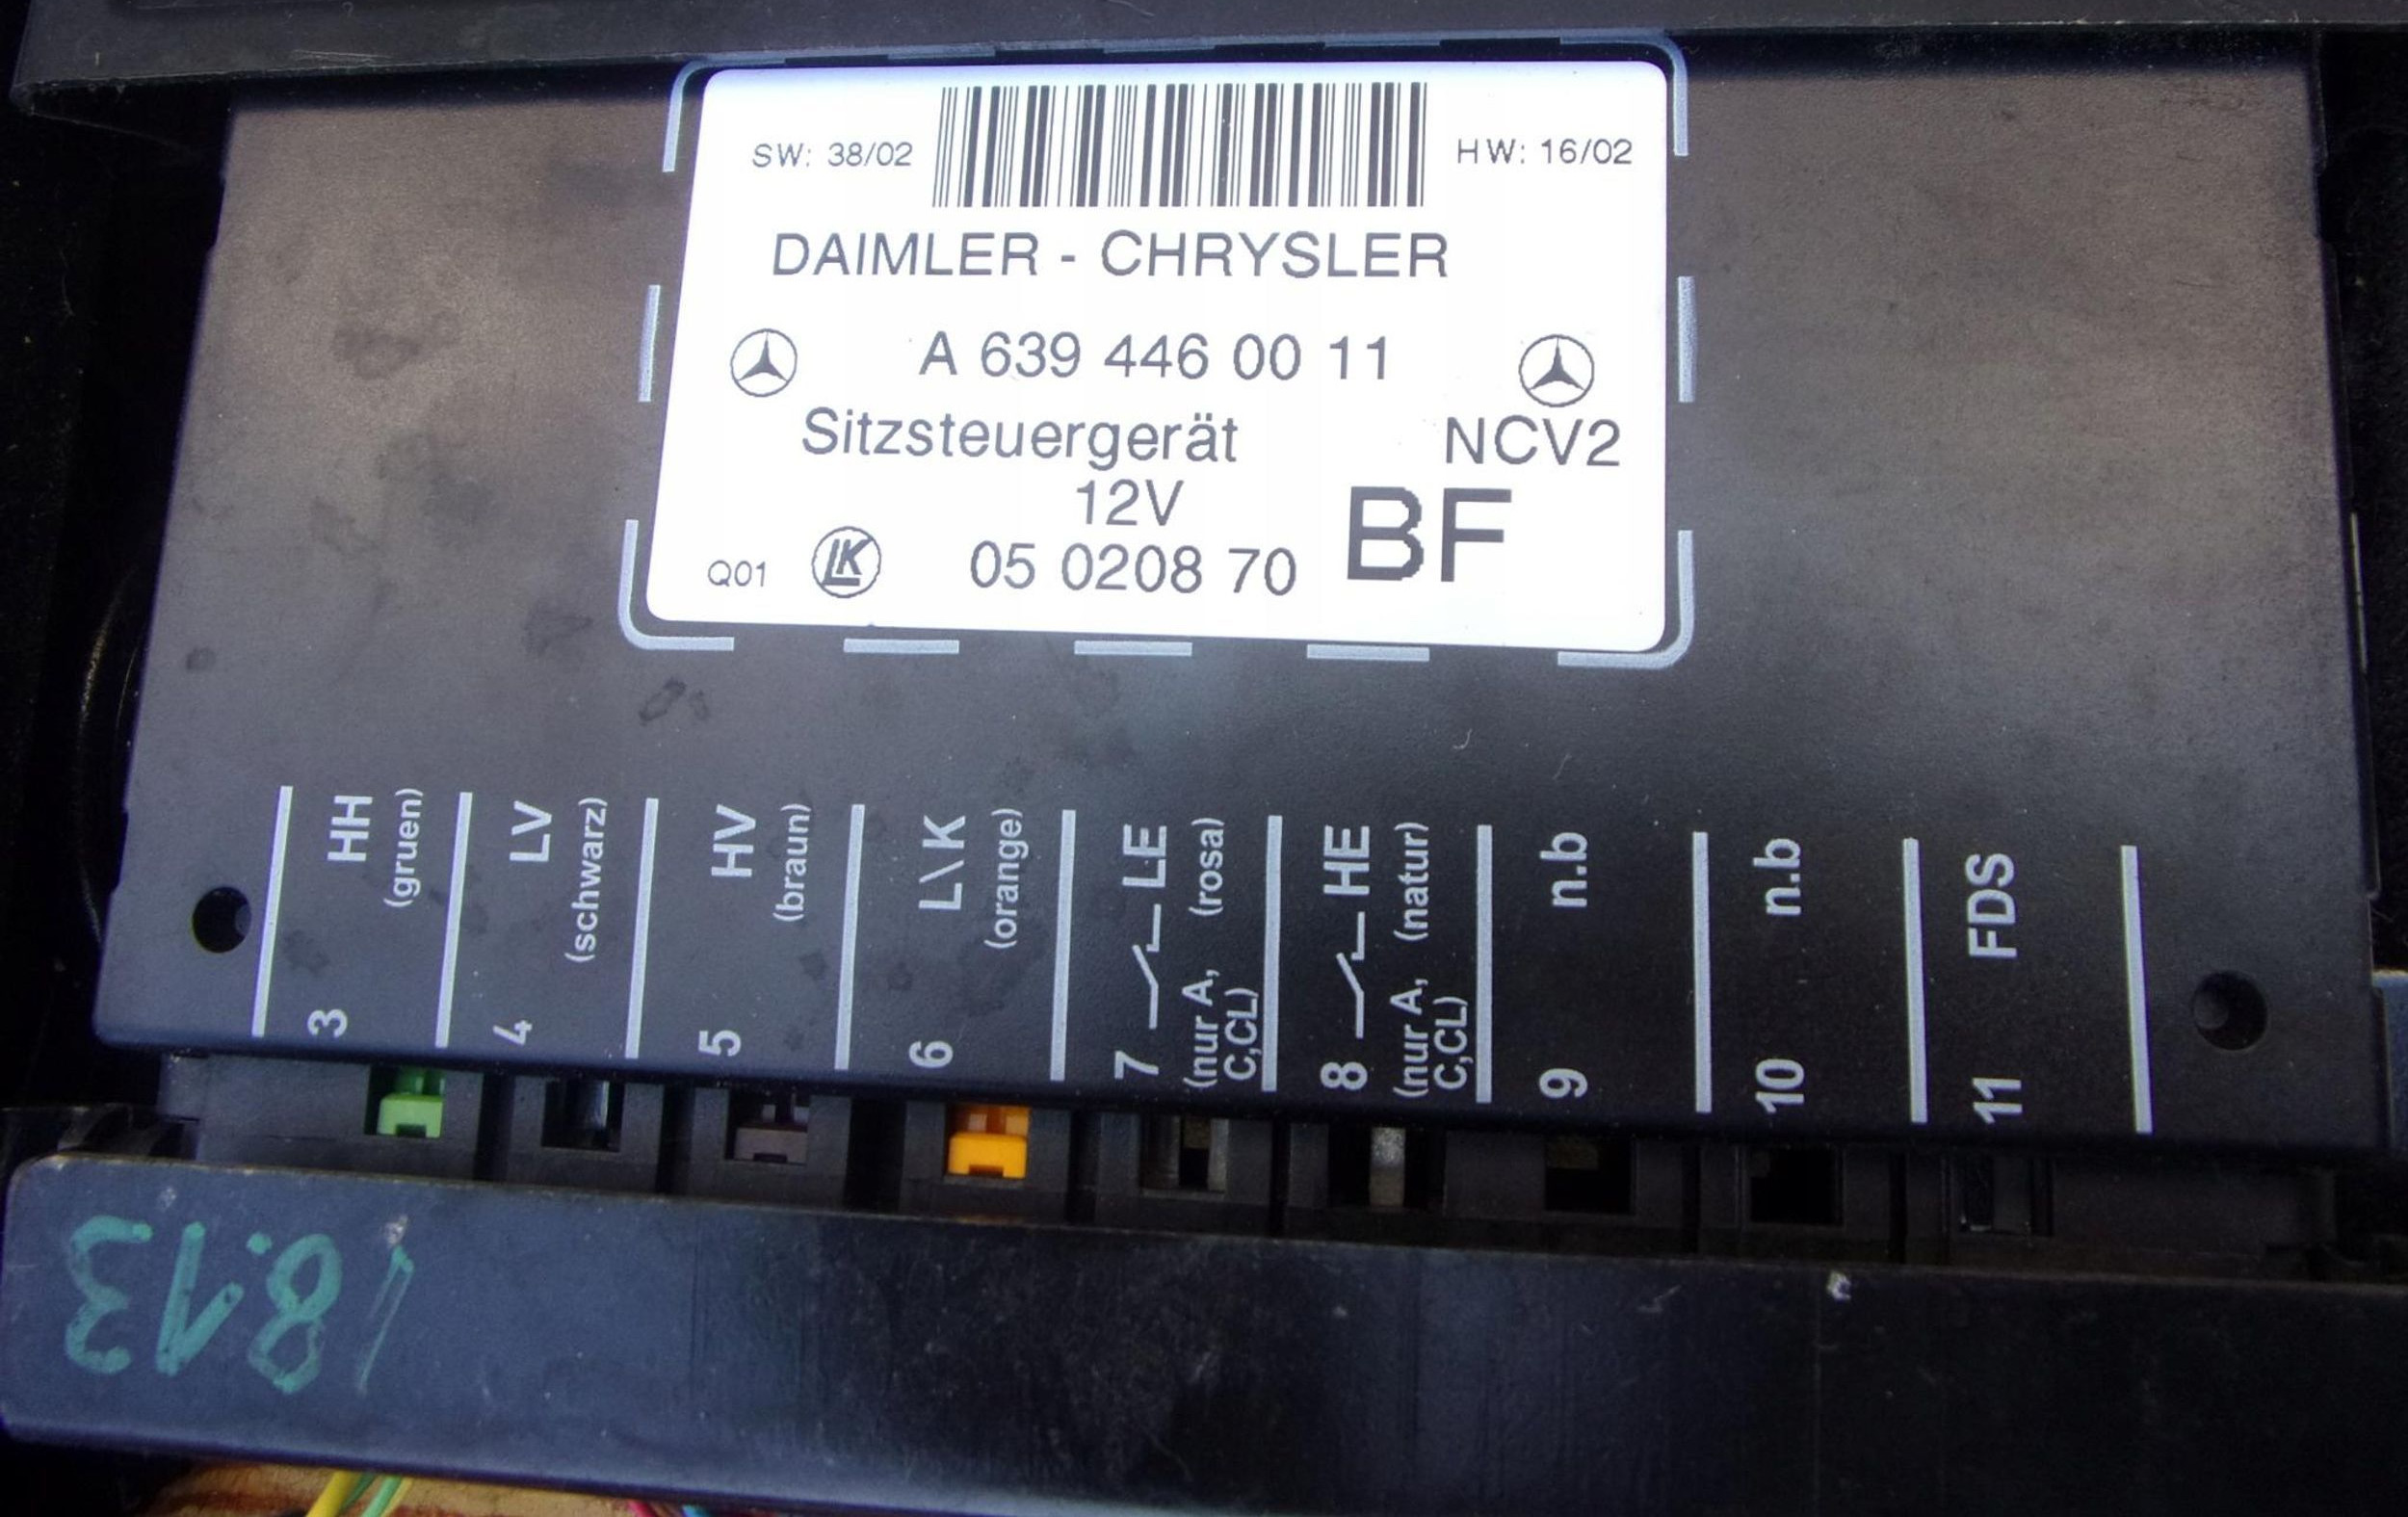 SW: 38/02
HW: 16/02
DAIMLER - CHRYSLER
A 639 446 00 11
Sitzsteuergerät
NCV2
12V
BF
Q01
LK
05 0208 70
3 HH
(gruen)
4 LV
(schwarz)
5 HV
(braun)
6 L\K
(orange)
7 LE
(nur A, (rosa)
C,CL)
8 HE
(nur A, (natur)
C,CL)
9 n.b
10 n.b
11 FDS